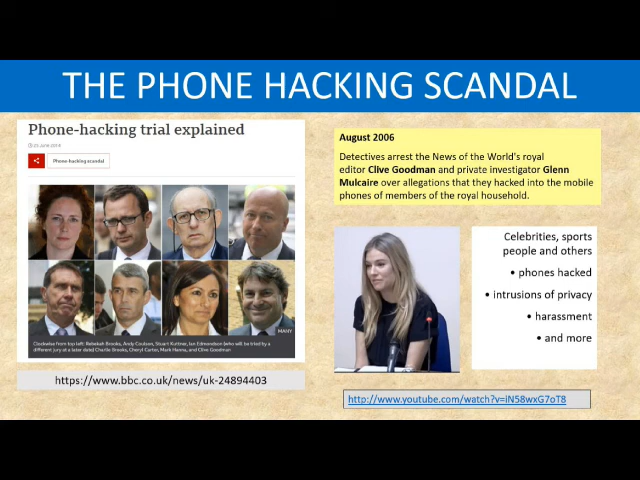 THE PHONE HACKING SCANDAL
Phone-hacking trial explained
25 June 2014
Phone-hacking scandal
MANY
Clockwise from top left: Rebekah Brooks, Andy Coulson, Stuart Kuttner, Ian Edmondson (who will be tried by a
different jury at a later date) Charlie Brooks, Cheryl Carter, Mark Hanna, and Clive Goodman
https://www.bbc.co.uk/news/uk-24894403
August 2006
Detectives arrest the News of the World's royal
editor Clive Goodman and private investigator Glenn
Mulcaire over allegations that they hacked into the mobile
phones of members of the royal household.
Celebrities, sports
people and others
• phones hacked
• intrusions of privacy
• harassment
• and more
http://www.youtube.com/watch?v=iN58wxG7oT8